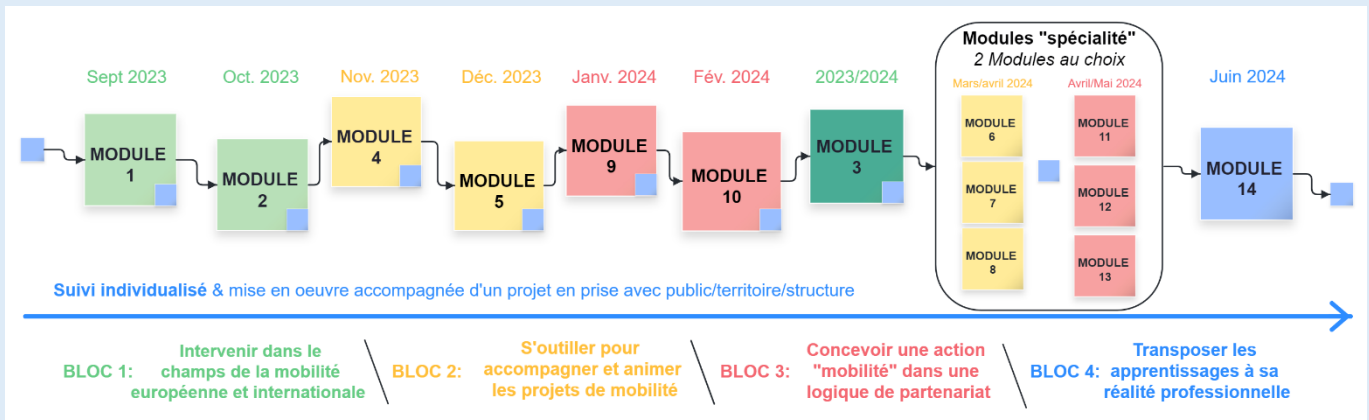 Modules "spécialité"
2 Modules au choix
Sept 2023
Oct. 2023
Nov. 2023
Déc. 2023
Janv. 2024
Fév. 2024
2023/2024
Mars/avril 2024
Avril/Mai 2024
Juin 2024
MODULE
1
MODULE
2
MODULE
4
MODULE
5
MODULE
9
MODULE
10
MODULE
3
MODULE
6
MODULE
7
MODULE
8
MODULE
11
MODULE
12
MODULE
13
MODULE
14
Suivi individualisé & mise en oeuvre accompagnée d'un projet en prise avec public/territoire/structure
BLOC 1:
Intervenir dans le
champs de la mobilité
européenne et internationale
BLOC 2:
S'outiller pour
accompagner et animer
les projets de mobilité
BLOC 3:
Concevoir une action
"mobilité" dans une
logique de partenariat
BLOC 4:
Transposer les
apprentissages à sa
réalité professionnelle